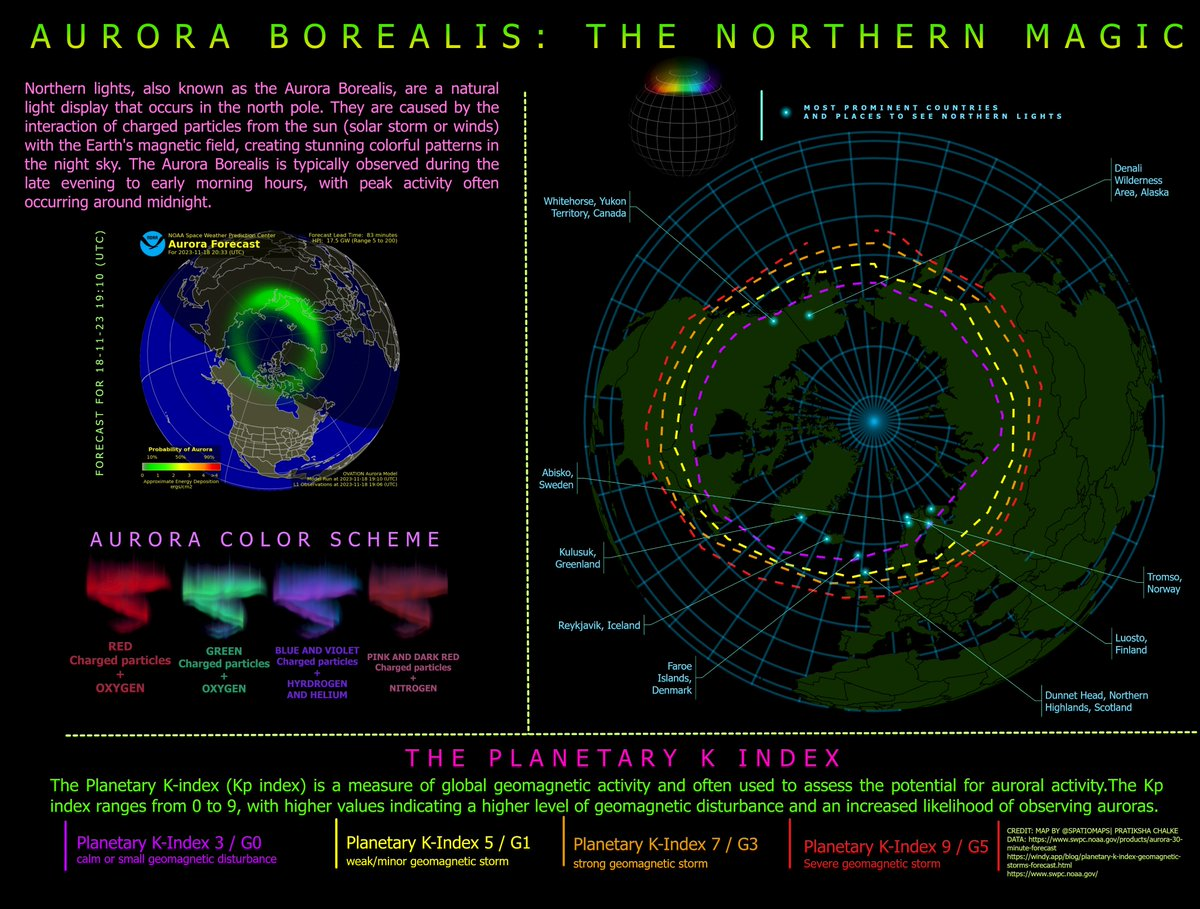 AURORA BOREALIS: THE NORTHERN MAGIC
Northern lights, also known as the Aurora Borealis, are a natural
light display that occurs in the north pole. They are caused by the
interaction of charged particles from the sun (solar storm or winds)
with the Earth's magnetic field, creating stunning colorful patterns in
the night sky. The Aurora Borealis is typically observed during the
late evening to early morning hours, with peak activity often
occurring around midnight.
FORECAST FOR 18-11-23 19:10 (UTC)
NOAA Space Weather Prediction Center
Aurora Forecast
For 2023-11-18 20:33 (UTC)
Forecast Lead Time: 83 minutes
HPI: 17.5 GW (Range 5 to 200)
Probability of Aurora
10% 50% 90%
0 1 2 3 4 >4
Approximate Energy Deposition
ergs/cm2
OVATION Aurora Model
Model Run at 2023-11-18 19:10 (UTC)
L1 Observations at 2023-11-18 19:06 (UTC)
AURORA COLOR SCHEME
RED
Charged particles
+
OXYGEN
GREEN
Charged particles
+
OXYGEN
BLUE AND VIOLET
Charged particles
+
HYRDROGEN
AND HELIUM
PINK AND DARK RED
Charged particles
+
NITROGEN
MOST PROMINENT COUNTRIES
AND PLACES TO SEE NORTHERN LIGHTS
Whitehorse, Yukon
Territory, Canada
Denali
Wilderness
Area, Alaska
Abisko,
Sweden
Kulusuk,
Greenland
Reykjavik, Iceland
Faroe
Islands,
Denmark
Tromso,
Norway
Luosto,
Finland
Dunnet Head, Northern
Highlands, Scotland
THE PLANETARY K INDEX
The Planetary K-index (Kp index) is a measure of global geomagnetic activity and often used to assess the potential for auroral activity.The Kp
index ranges from 0 to 9, with higher values indicating a higher level of geomagnetic disturbance and an increased likelihood of observing auroras.
Planetary K-Index 3 / G0
calm or small geomagnetic disturbance
Planetary K-Index 5 / G1
weak/minor geomagnetic storm
Planetary K-Index 7 / G3
strong geomagnetic storm
Planetary K-Index 9 / G5
Severe geomagnetic storm
CREDIT: MAP BY @SPATIOMAPS| PRATIKSHA CHALKE
DATA: https://www.swpc.noaa.gov/products/aurora-30-
minute-forecast
https://windy.app/blog/planetary-k-index-geomagnetic-
storms-forecast.html
https://www.swpc.noaa.gov/